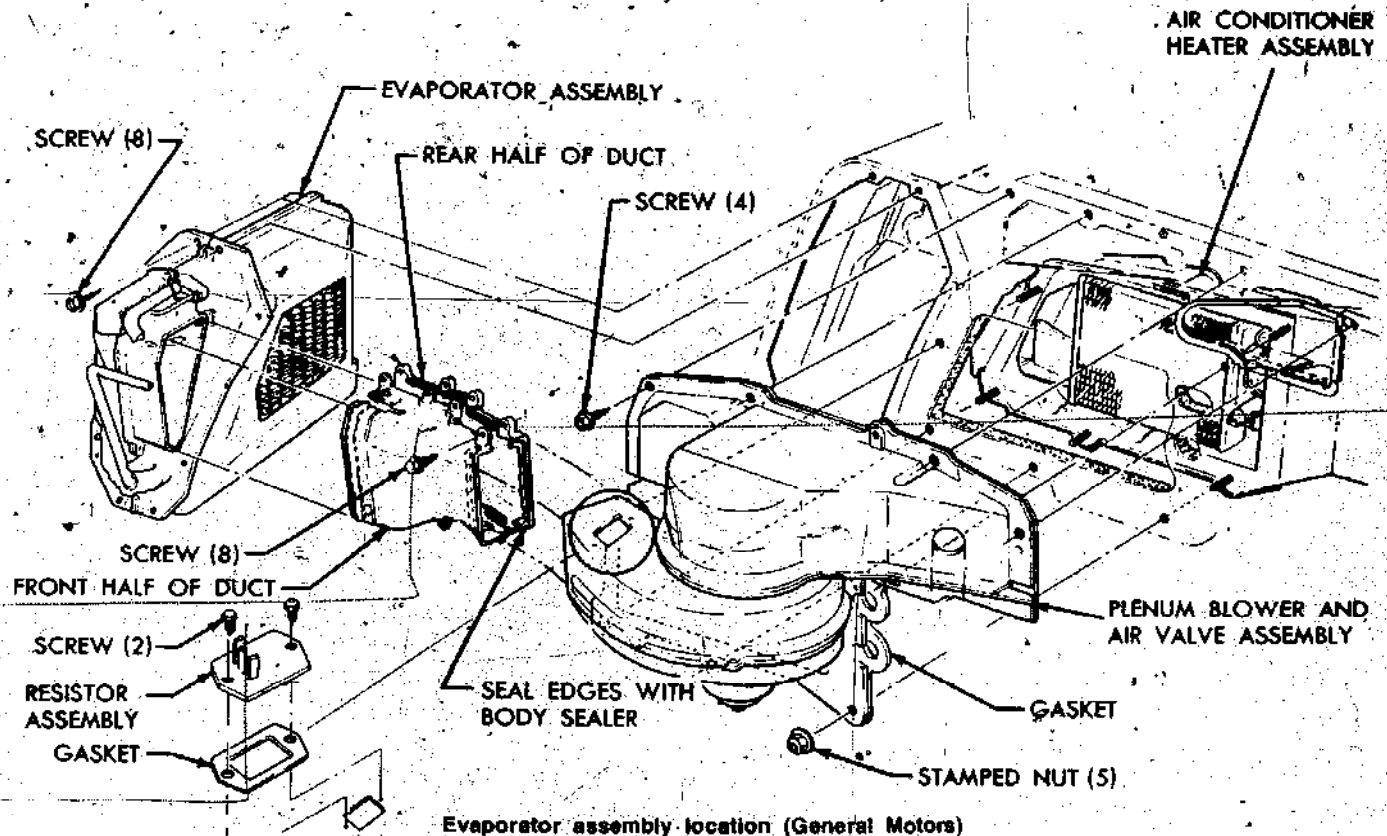 AIR CONDITIONER
HEATER ASSEMBLY
EVAPORATOR ASSEMBLY
SCREW (8)
REAR HALF OF DUCT
SCREW (4)
SCREW (8)
FRONT HALF OF DUCT
SCREW (2)
RESISTOR
ASSEMBLY
GASKET
SEAL EDGES WITH
BODY SEALER
PLENUM BLOWER AND
AIR VALVE ASSEMBLY
GASKET
STAMPED NUT (5)
Evaporator assembly location (General Motors)